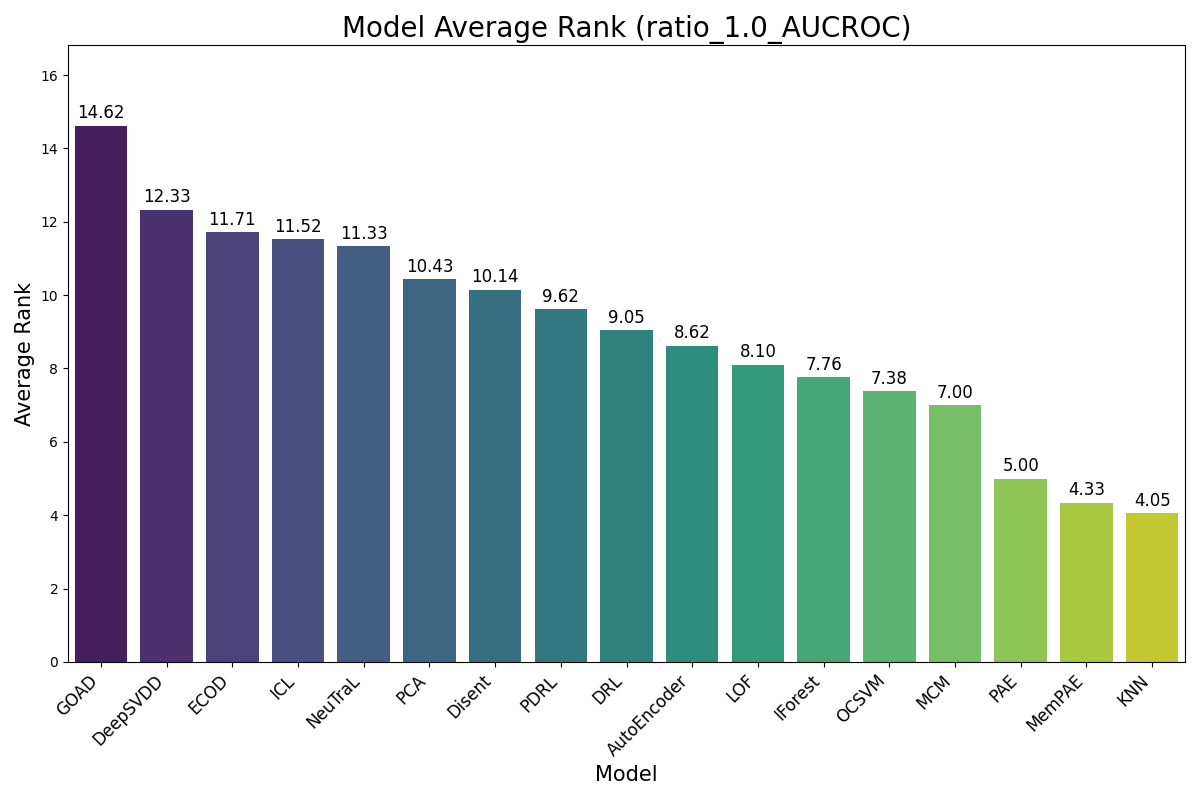 Model Average Rank (ratio_1.0_AUCROC)
Average Rank
16
14
12
10
8
6
4
2
0
14.62
12.33
11.71
11.52
11.33
10.43
10.14
9.62
9.05
8.62
8.10
7.76
7.38
7.00
5.00
4.33
4.05
GOAD
DeepSVDD
ECOD
ICL
NeuTraL
PCA
Disent
PDRL
DRL
AutoEncoder
LOF
IForest
OCSVM
MCM
PAE
MemPAE
KNN
Model